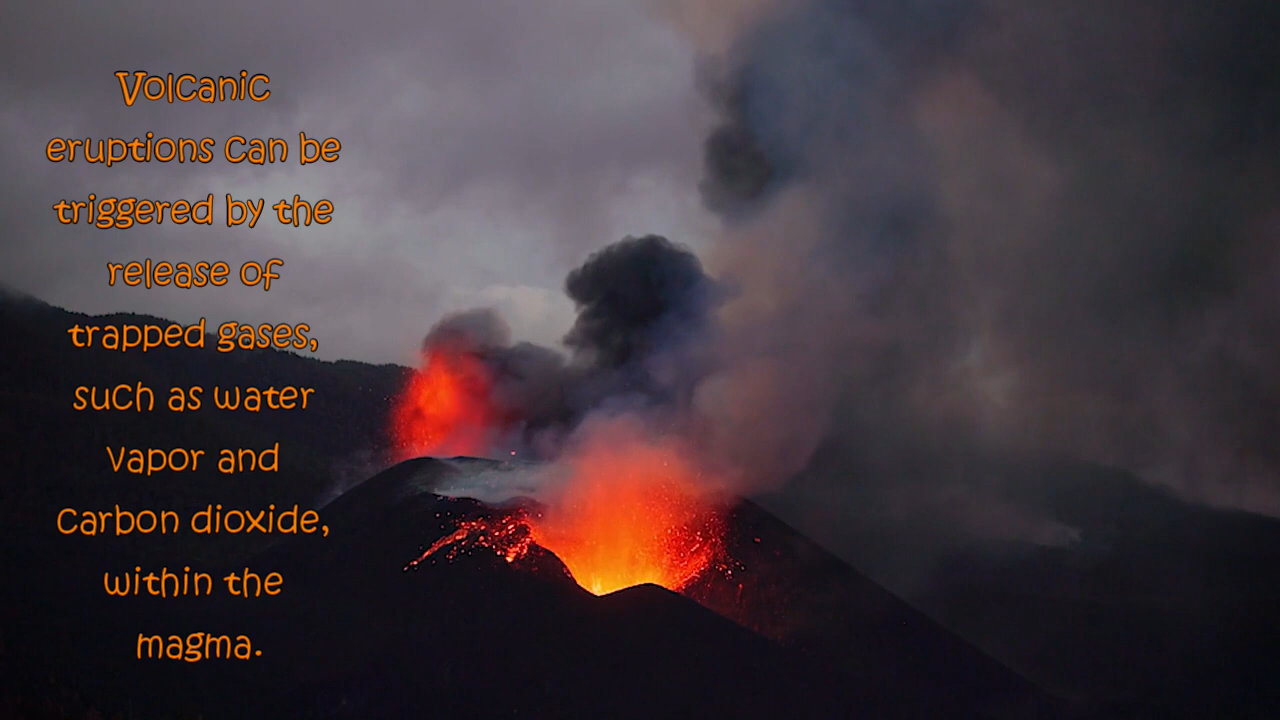 Volcanic
eruptions can be
triggered by the
release of
trapped gases,
such as water
vapor and
carbon dioxide,
within the
magma.